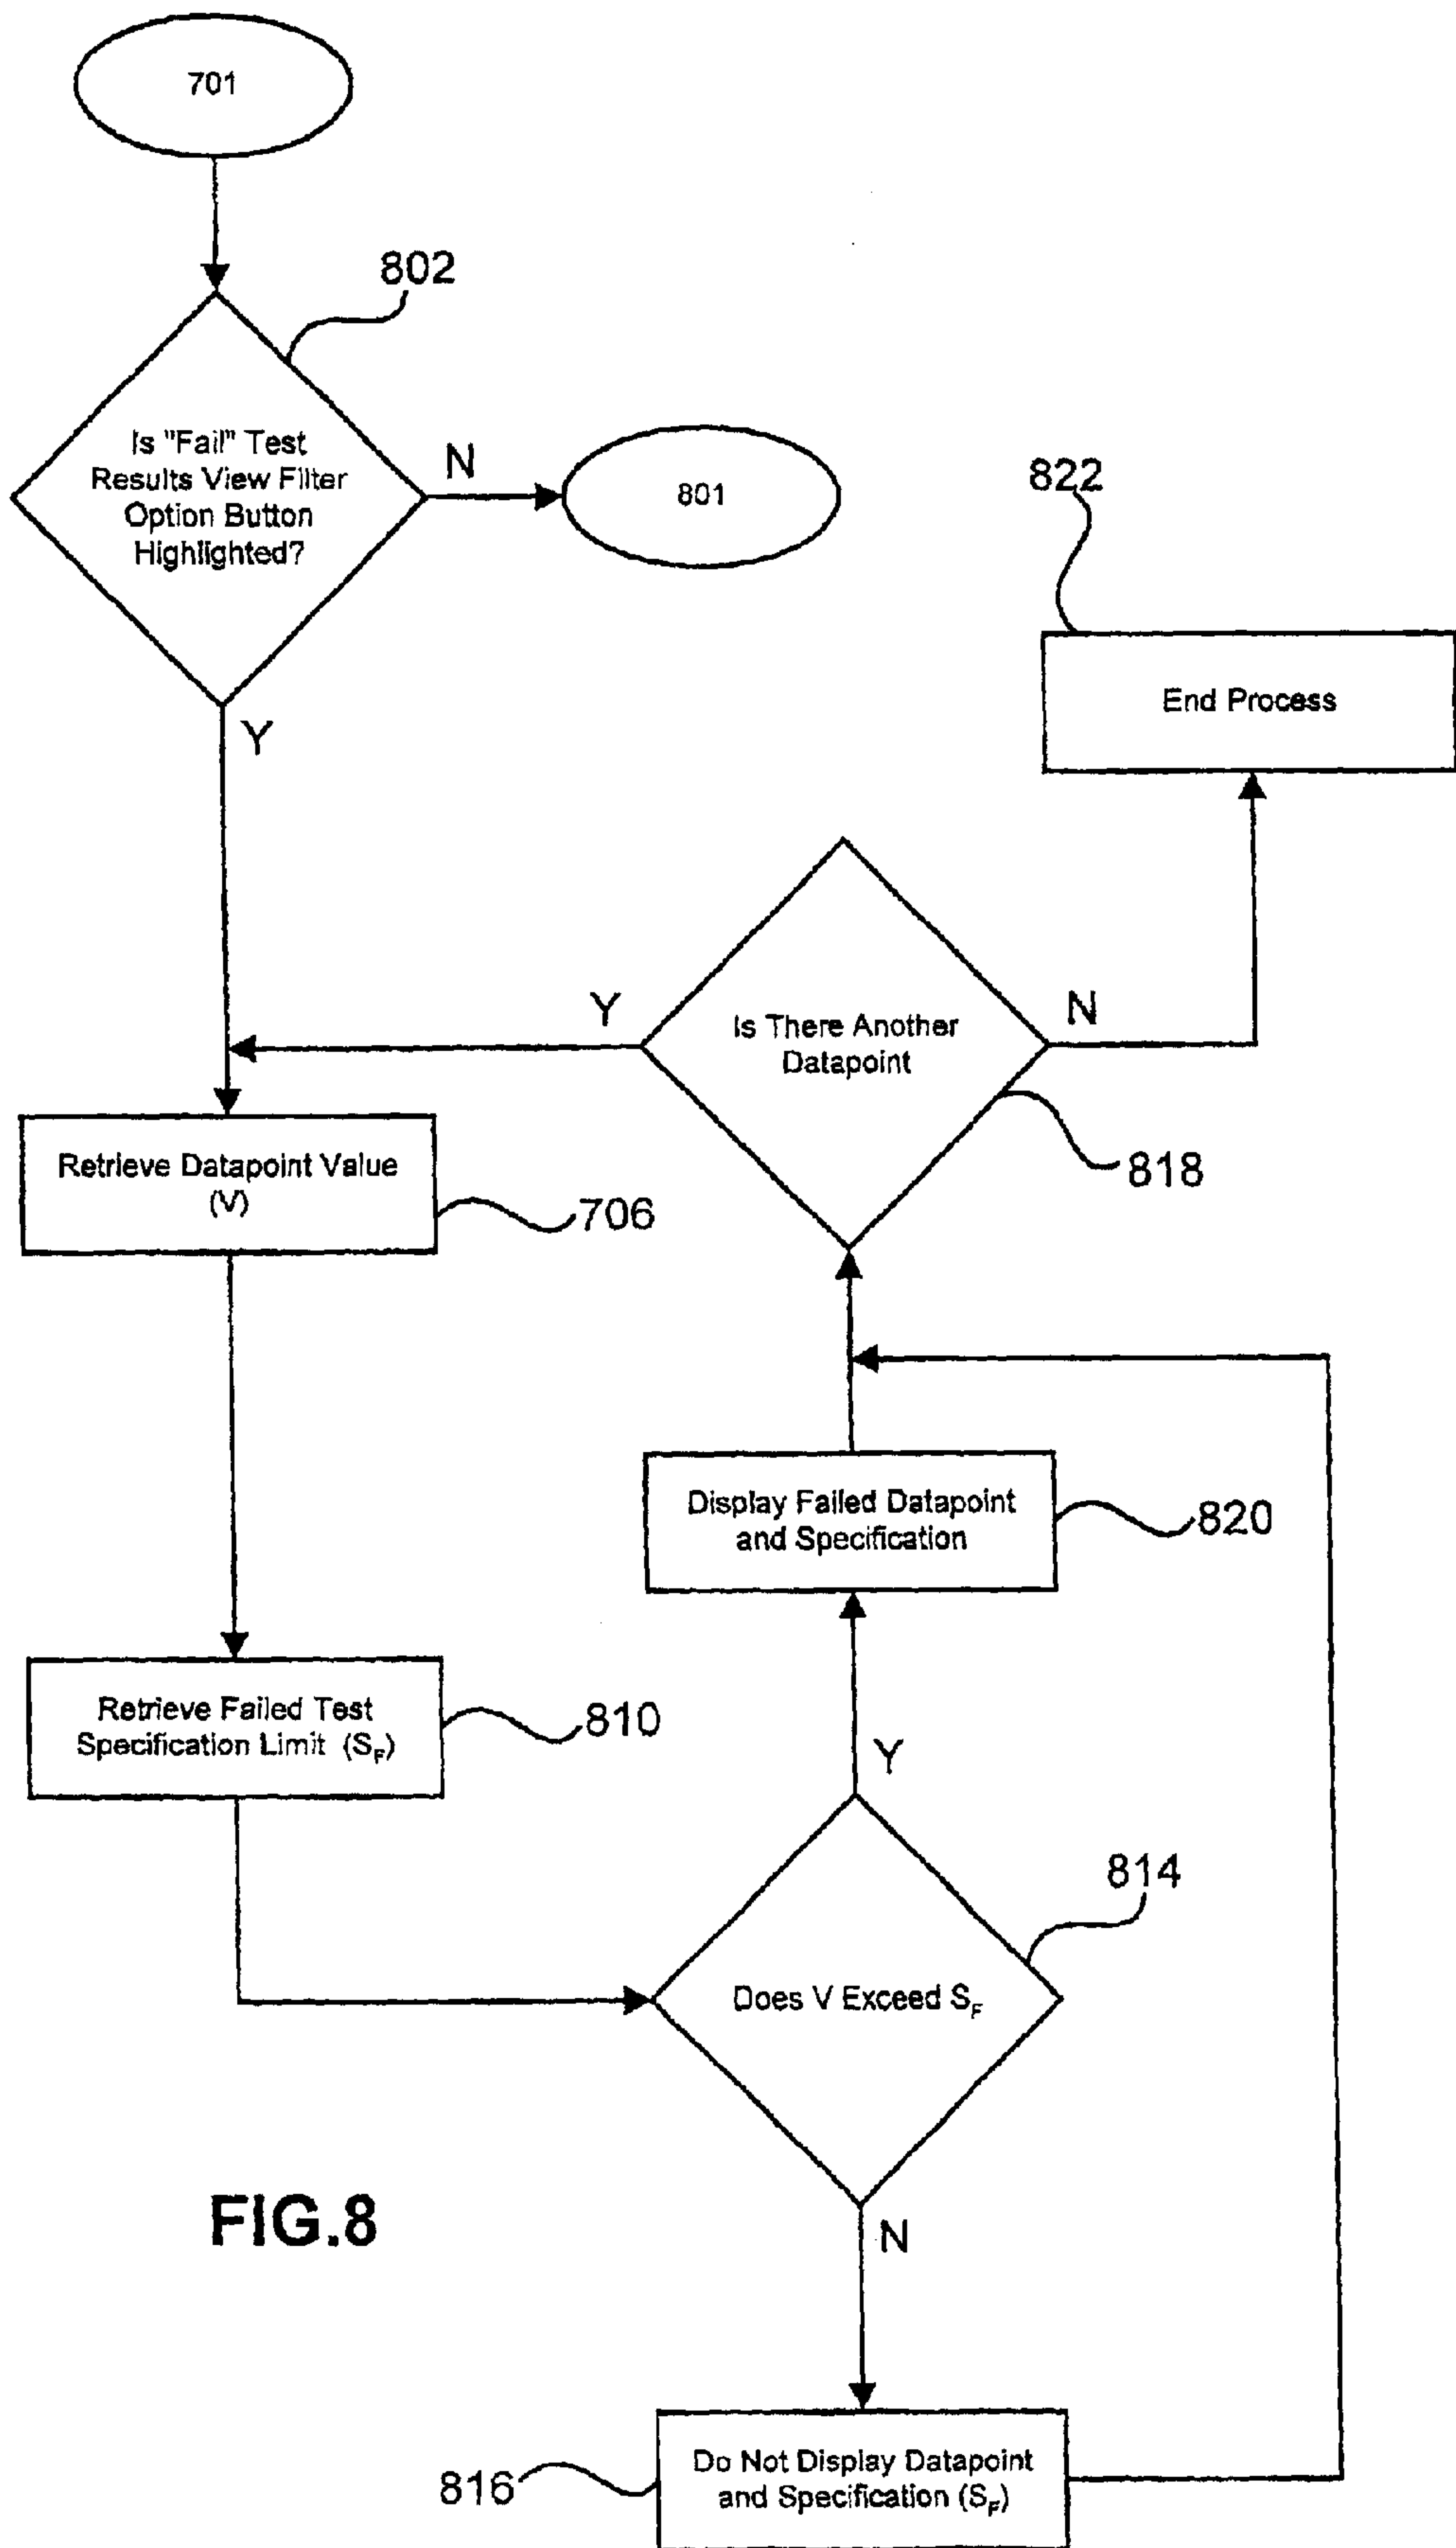 701
802
Is "Fail" Test
Results View Filter
Option Button
Highlighted?
N
801
Y
822
End Process
Is There Another
Datapoint
Y
N
818
Retrieve Datapoint Value
(V)
706
Display Failed Datapoint
and Specification
820
Retrieve Failed Test
Specification Limit (S_F)
810
Y
814
Does V Exceed S_F
N
FIG.8
Do Not Display Datapoint
and Specification (S_F)
816